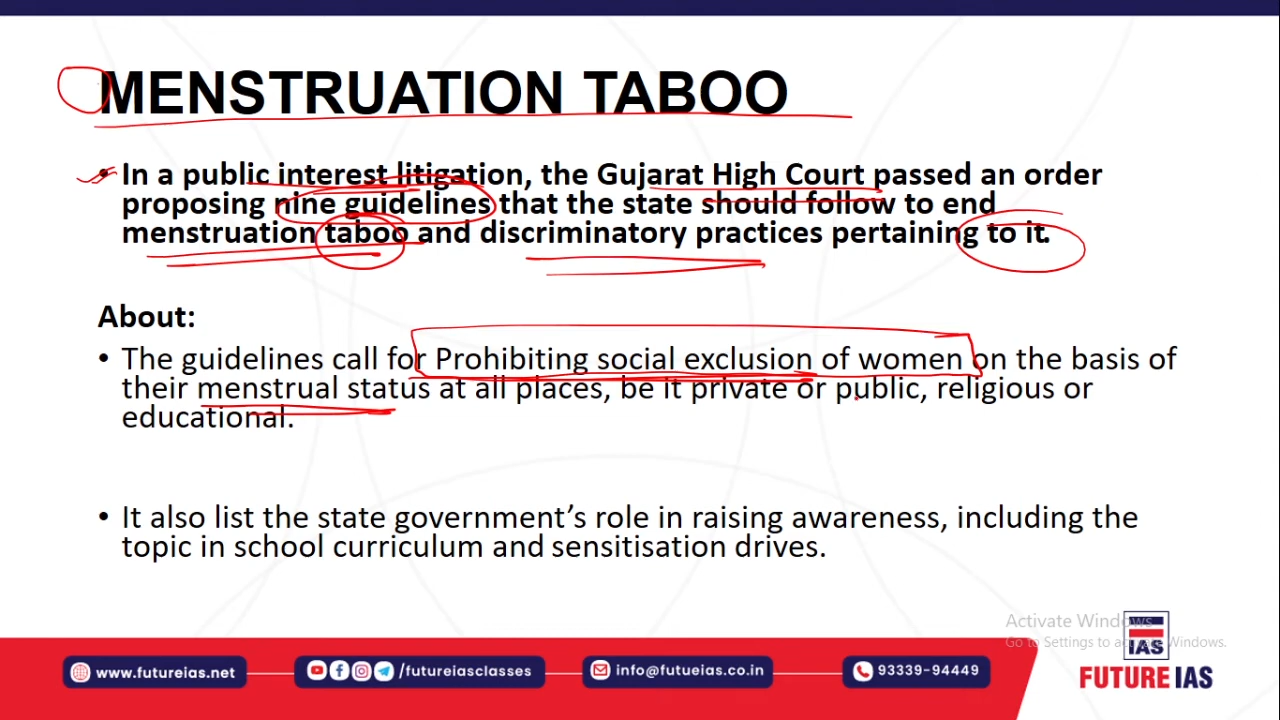 MENSTRUATION TABOO
• In a public interest litigation, the Gujarat High Court passed an order
proposing nine guidelines that the state should follow to end
menstruation taboo and discriminatory practices pertaining to it.
About:
• The guidelines call for Prohibiting social exclusion of women on the basis of
their menstrual status at all places, be it private or public, religious or
educational.
• It also list the state government’s role in raising awareness, including the
topic in school curriculum and sensitisation drives.
Activate Windows
Go to Settings to activate Windows.
IAS
FUTURE IAS
www.futureias.net
/futureiasclasses
info@futueias.co.in
93339-94449